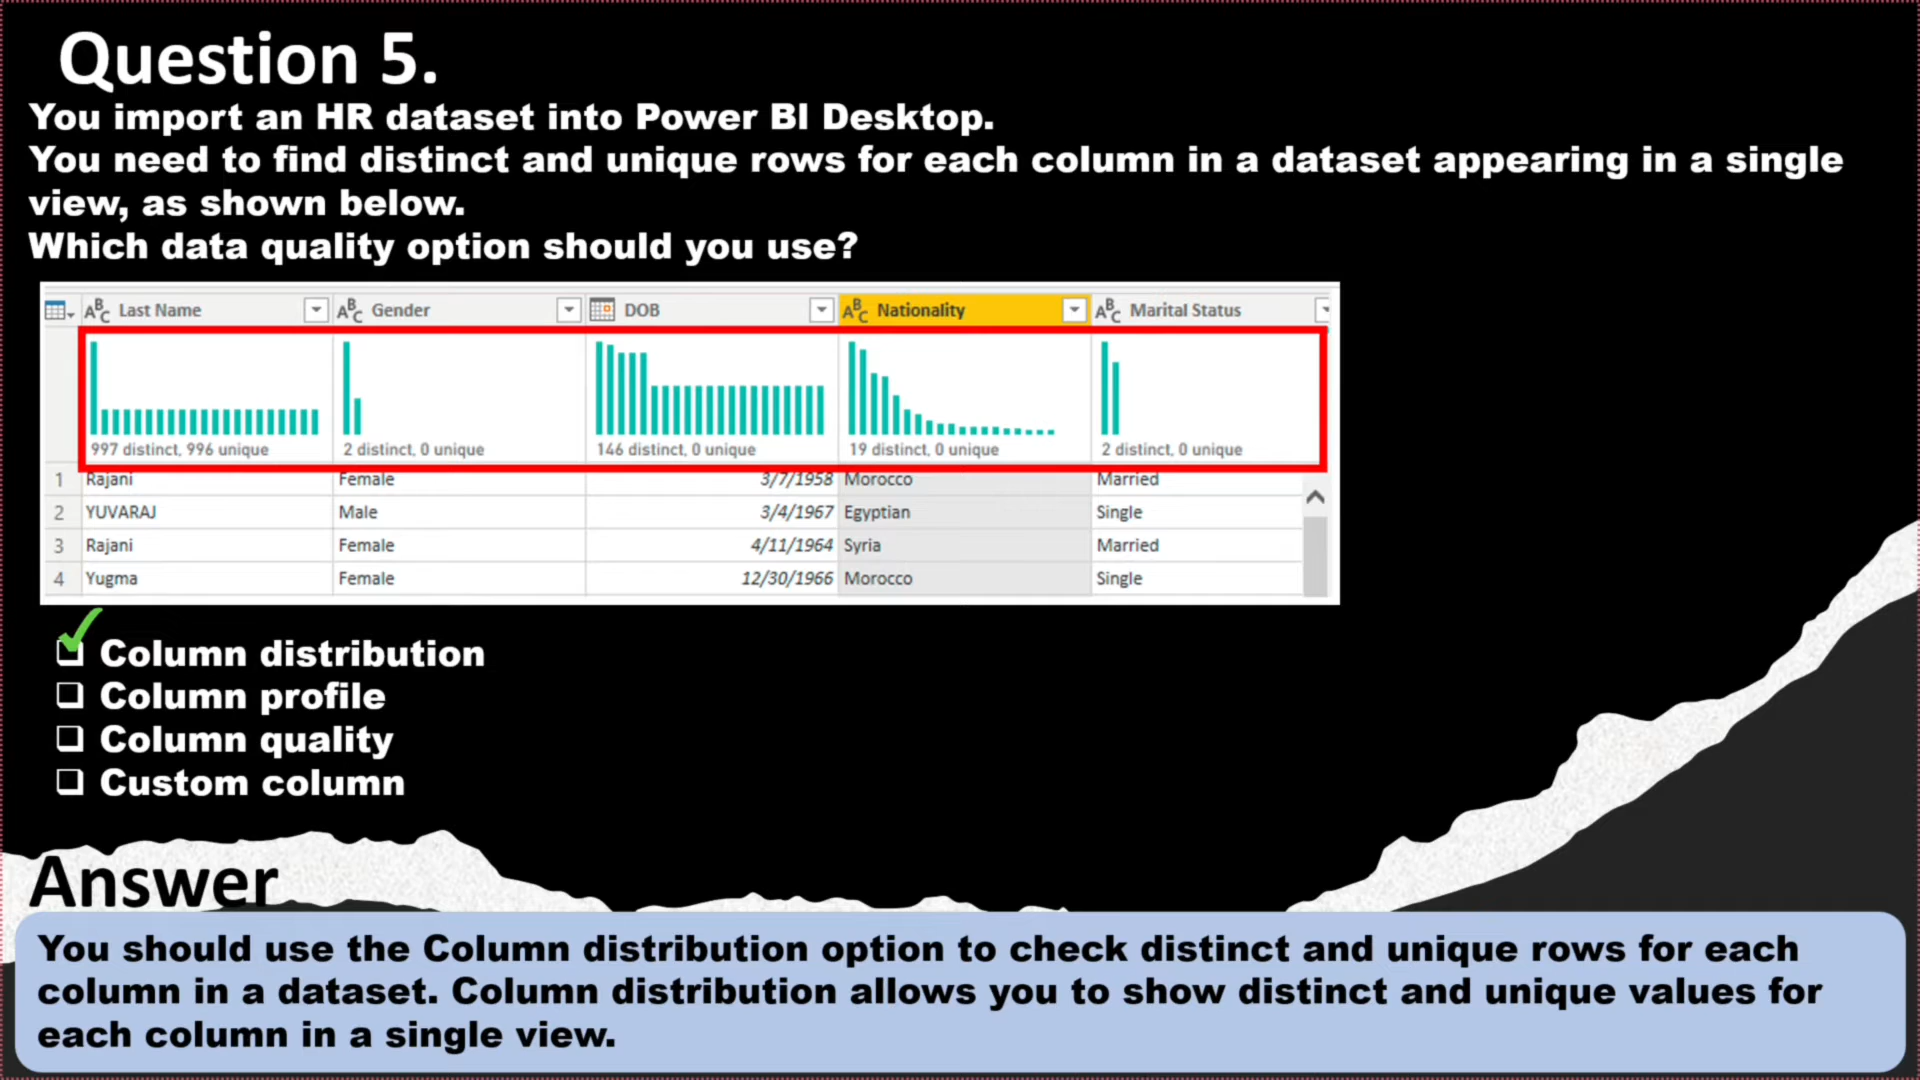 Question 5.
You import an HR dataset into Power BI Desktop.
You need to find distinct and unique rows for each column in a dataset appearing in a single
view, as shown below.
Which data quality option should you use?
ABC Last Name ABC Gender DOB ABC Nationality ABC Marital Status
997 distinct, 996 unique 2 distinct, 0 unique 146 distinct, 0 unique 19 distinct, 0 unique 2 distinct, 0 unique
1 Rajani Female 3/7/1958 Morocco Married
2 YUVARAJ Male 3/4/1967 Egyptian Single
3 Rajani Female 4/11/1964 Syria Married
4 Yugma Female 12/30/1966 Morocco Single
Column distribution
Column profile
Column quality
Custom column
Answer
You should use the Column distribution option to check distinct and unique rows for each
column in a dataset. Column distribution allows you to show distinct and unique values for
each column in a single view.